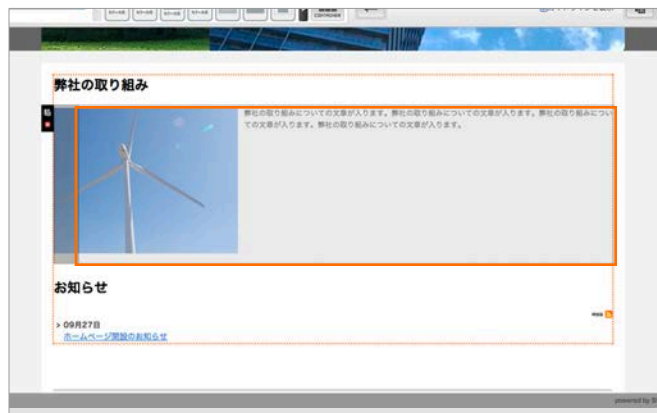 CONTAINER
弊社の取り組み
弊社の取り組みについての文章が入ります。弊社の取り組みについての文章が入ります。弊社の取り組みについ
ての文章が入ります。弊社の取り組みについての文章が入ります。
お知らせ
RSS
> 09月27日
ホームページ開設のお知らせ
powered by